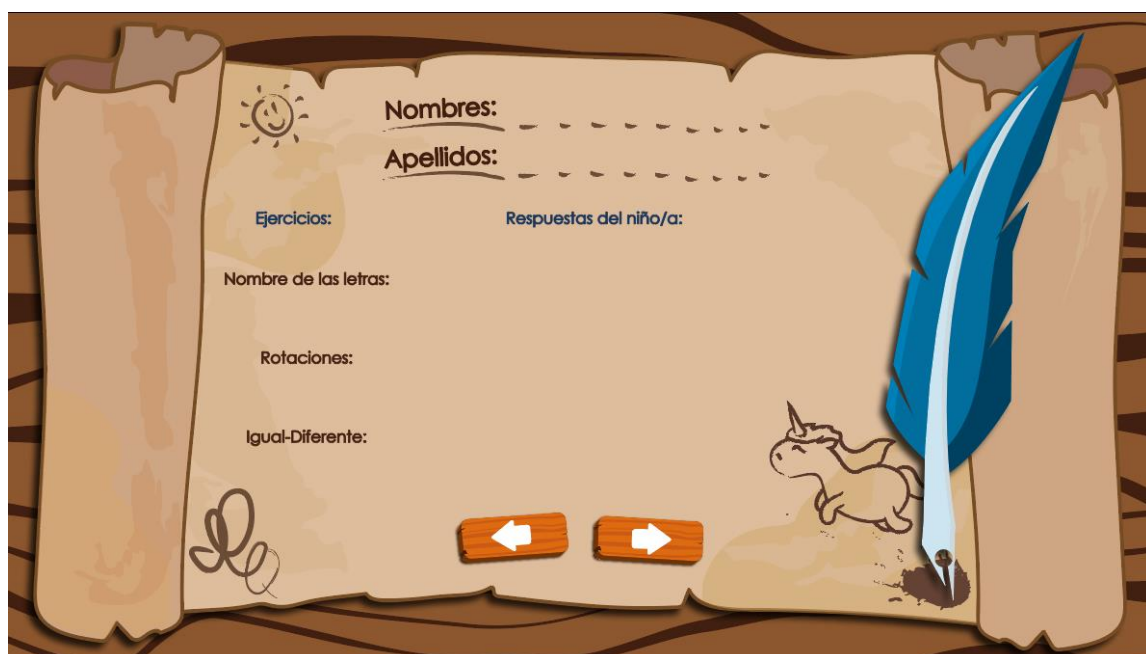 Nombres:
Apellidos:
Ejercicios: Respuestas del niño/a:
Nombre de las letras:
Rotaciones:
Igual-Diferente: